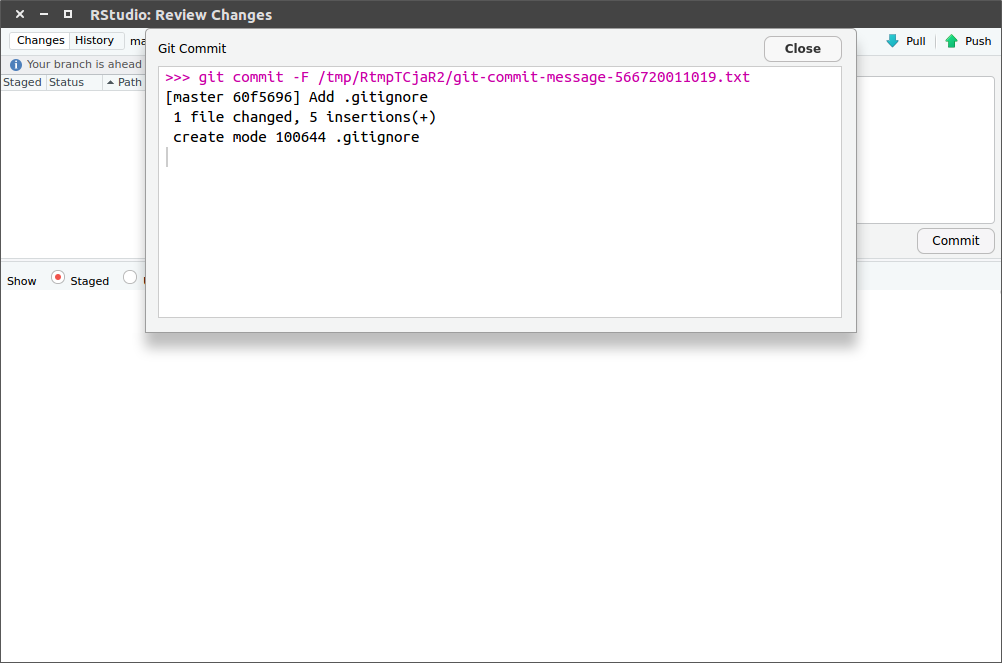 RStudio: Review Changes
Changes History
Pull Push
Your branch is ahead
Staged Status Path
Git Commit
Close
>>> git commit -F /tmp/RtmpTCjaR2/git-commit-message-566720011019.txt
[master 60f5696] Add .gitignore
1 file changed, 5 insertions(+)
create mode 100644 .gitignore
Commit
Show Staged